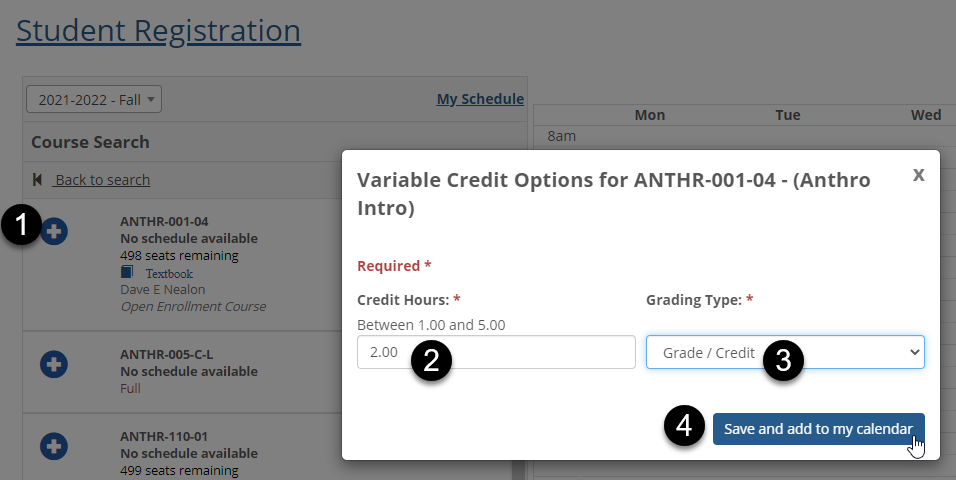 Student Registration
2021-2022 - Fall
My Schedule
Course Search
Back to search
1
ANTHR-001-04
No schedule available
498 seats remaining
Textbook
Dave E Nealon
Open Enrollment Course
ANTHR-005-C-L
No schedule available
Full
ANTHR-110-01
No schedule available
499 seats remaining
Mon Tue Wed
8am
Variable Credit Options for ANTHR-001-04 - (Anthro
Intro)
X
Required *
Credit Hours: *
Between 1.00 and 5.00
2.00
2
Grading Type: *
Grade / Credit
3
4
Save and add to my calendar